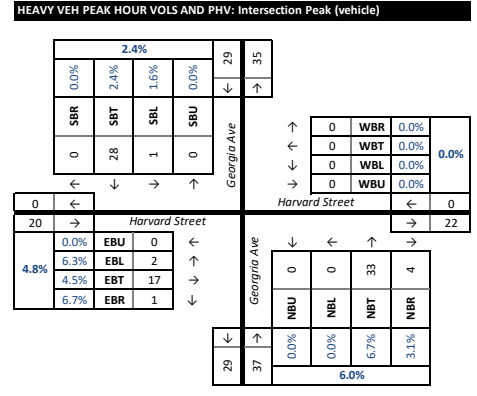 HEAVY VEH PEAK HOUR VOLS AND PHV: Intersection Peak (vehicle)
2.4%
29 35
0.0% 2.4% 1.6% 0.0%
↓ ↑
SBR SBT SBL SBU
Georgia Ave
0 28 1 0
← ↓ → ↑
↑ 0 WBR 0.0%
← 0 WBT 0.0%
↓ 0 WBL 0.0%
→ 0 WBU 0.0%
0.0%
0 ← Harvard Street ← 0
20 → Harvard Street → 22
4.8%
0.0% EBU 0 ←
6.3% EBL 2 ↑
4.5% EBT 17 →
6.7% EBR 1 ↓
Georgria Ave
↓ ← ↑ →
0 0 33 4
NBU NBL NBT NBR
↓ ↑
0.0% 0.0% 6.7% 3.1%
29 37
6.0%